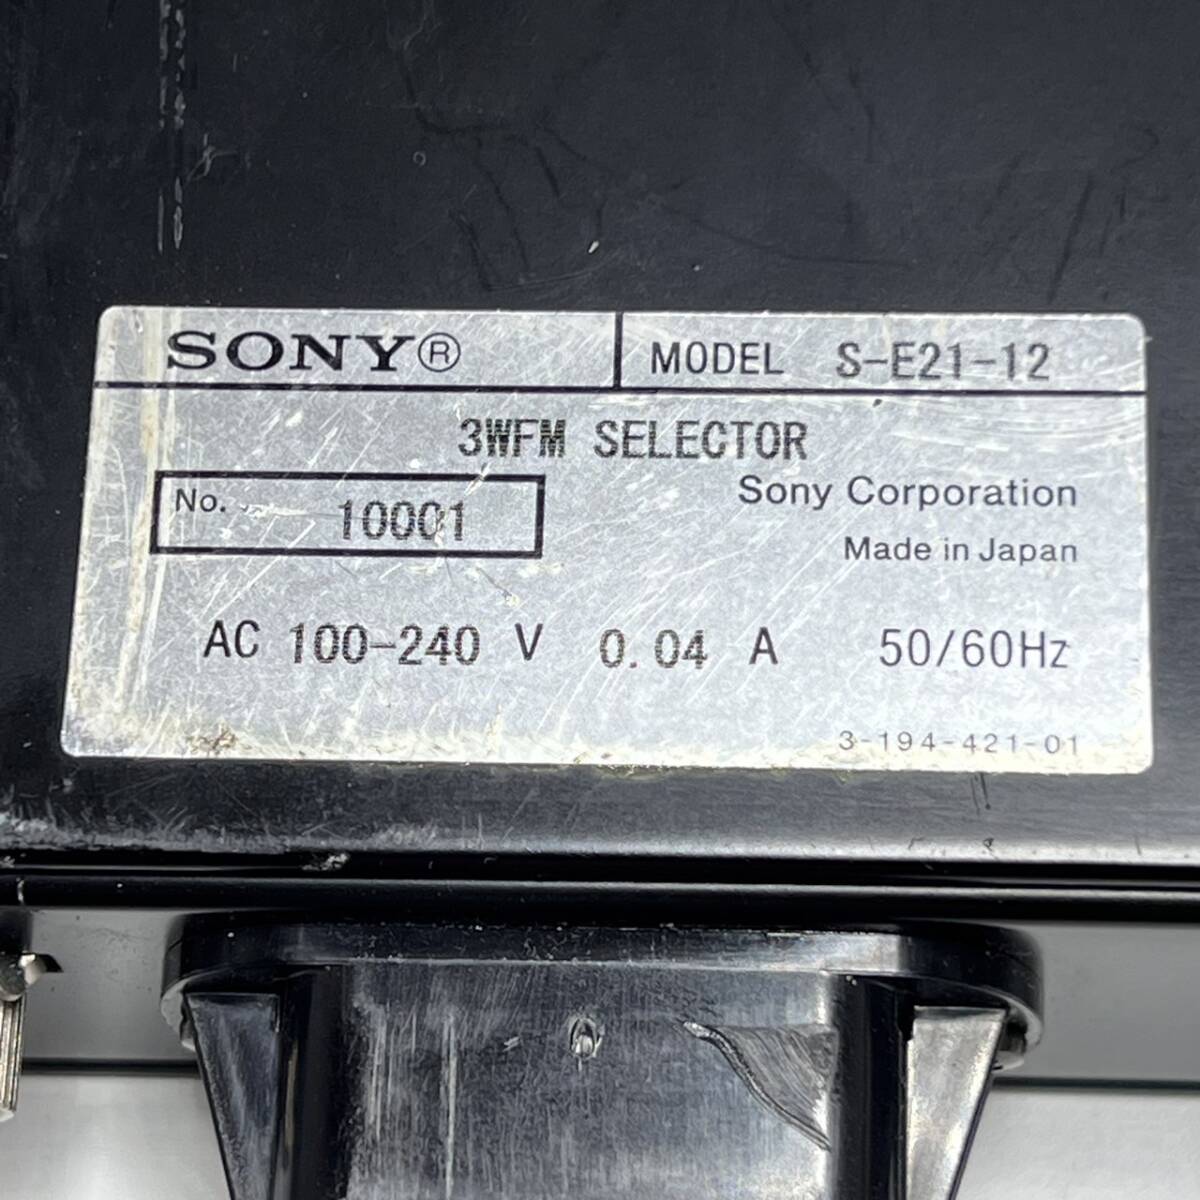 SONY® MODEL S-E21-12
3WFM SELECTOR
No. 10001
Sony Corporation
Made in Japan
AC 100-240 V 0.04 A 50/60Hz
3-194-421-01